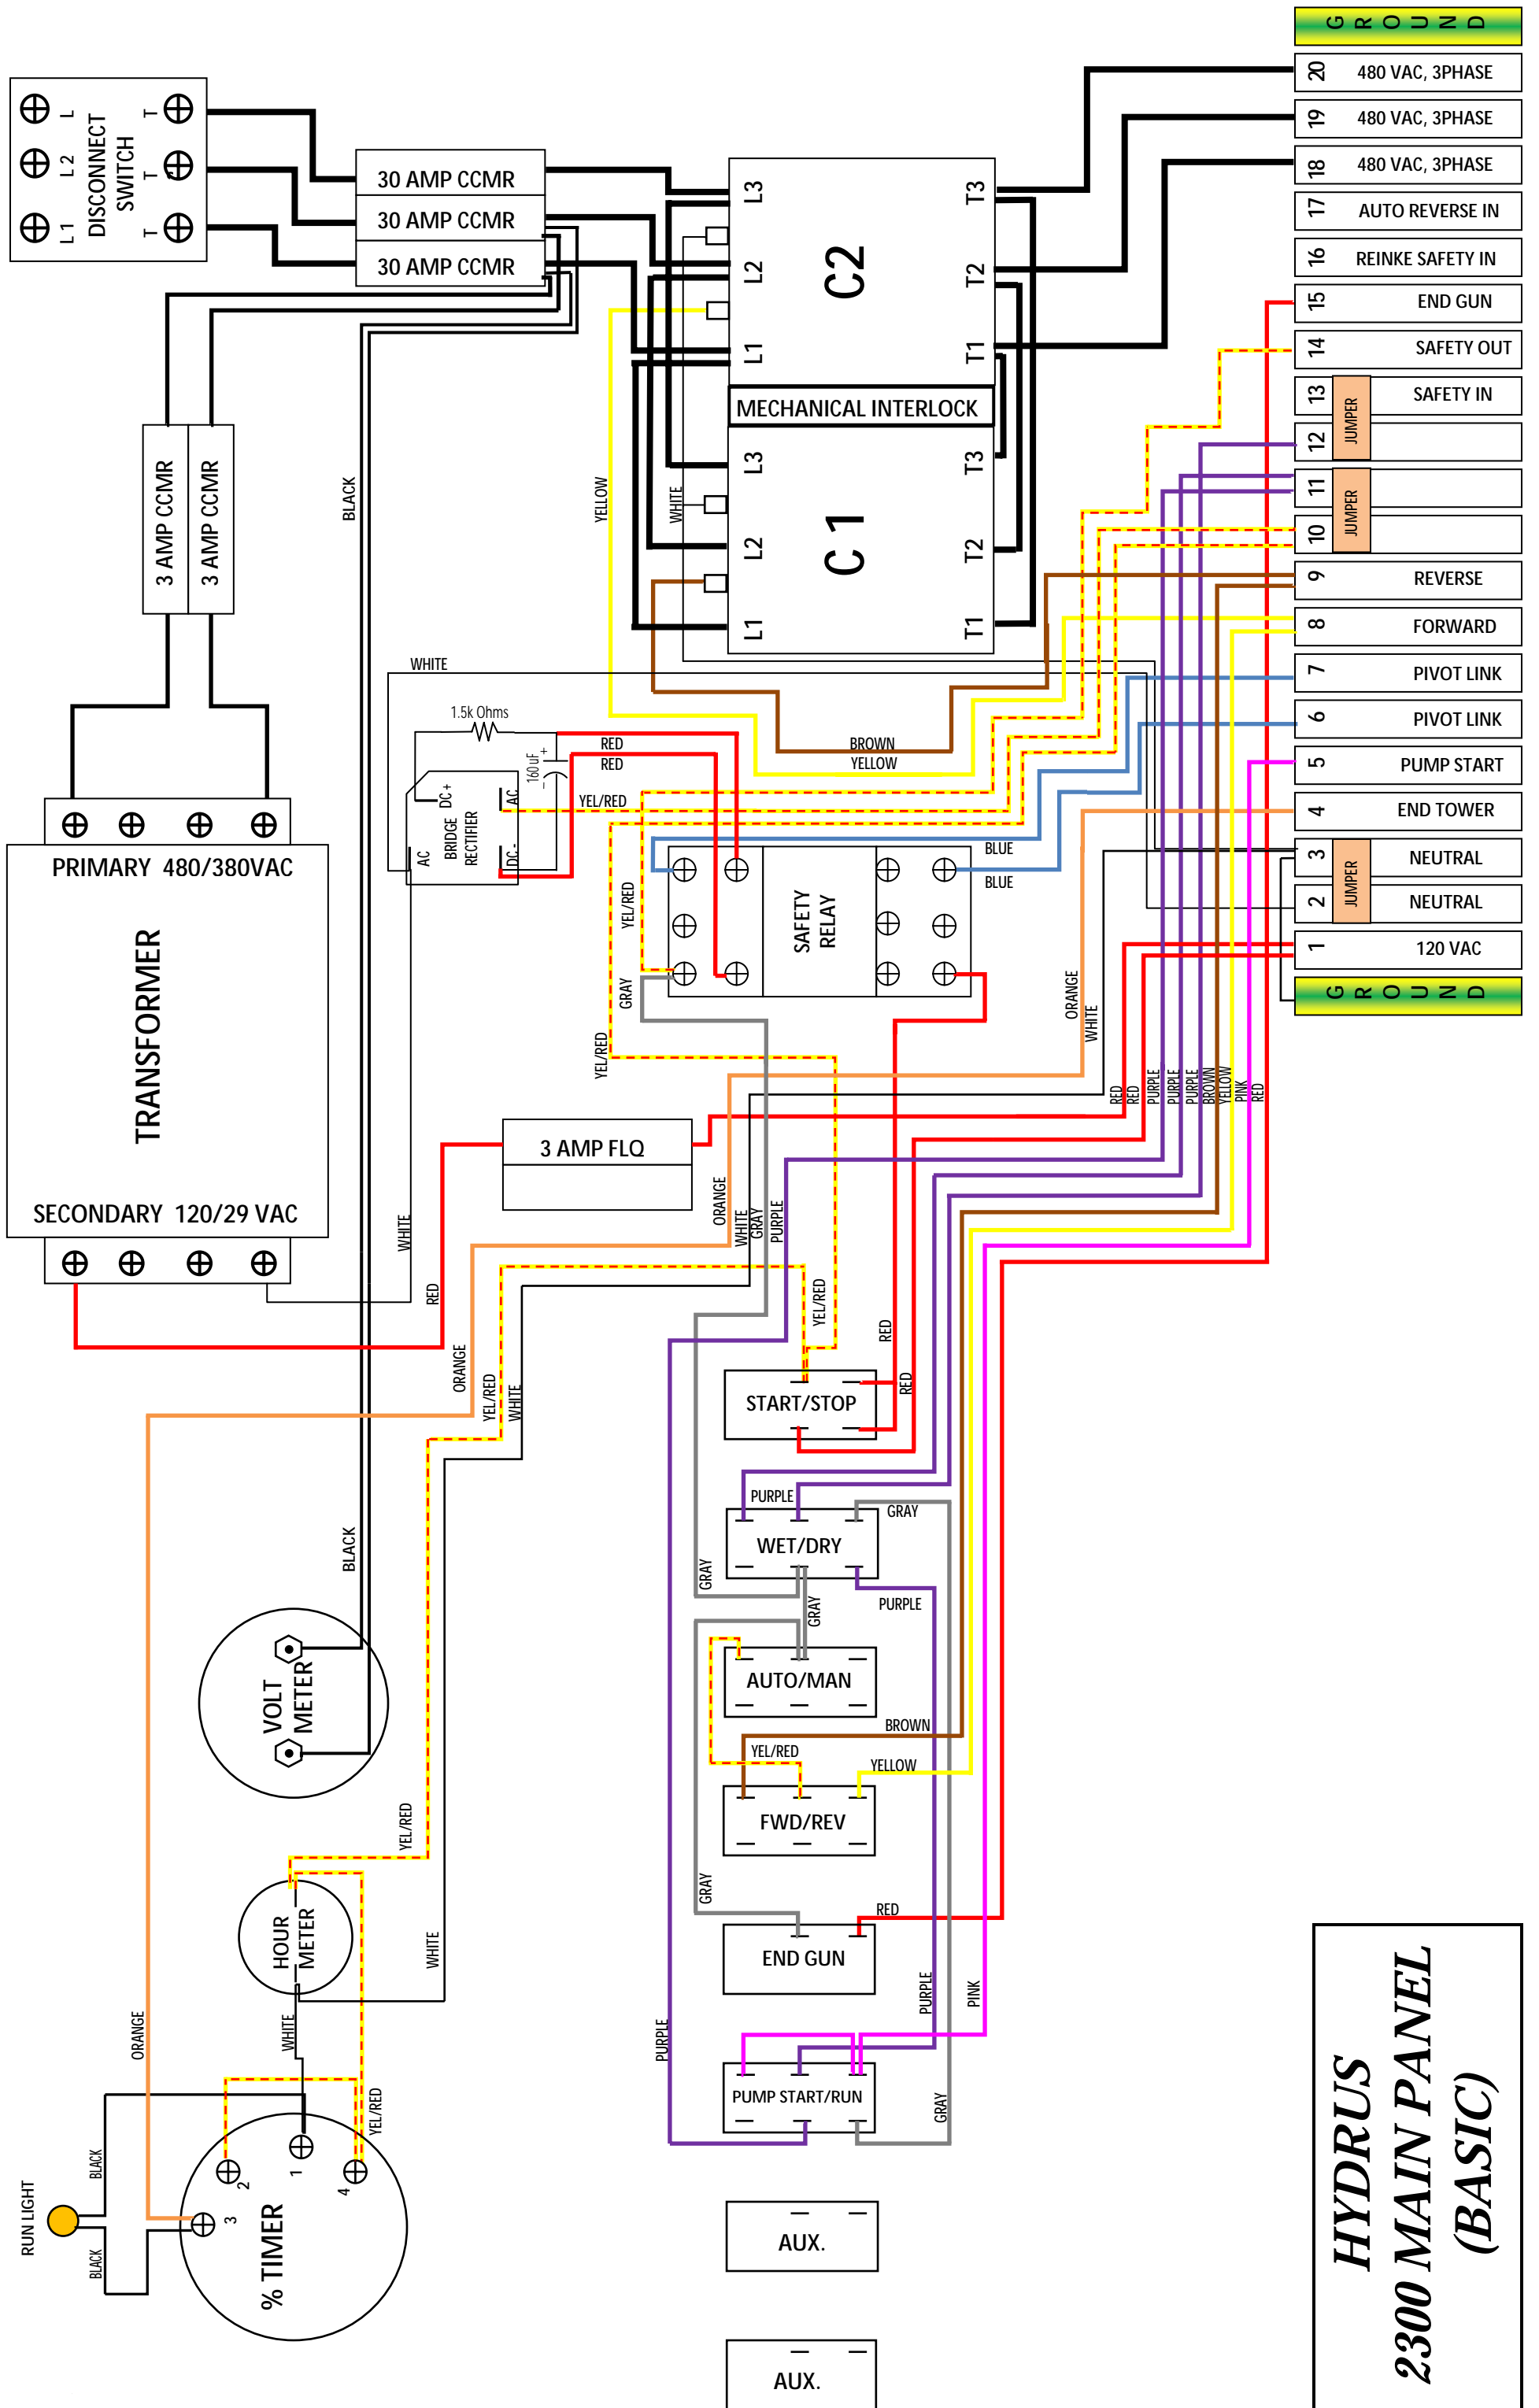 GROUND
20 480 VAC, 3PHASE
19 480 VAC, 3PHASE
18 480 VAC, 3PHASE
17 AUTO REVERSE IN
16 REINKE SAFETY IN
15 END GUN
14 SAFETY OUT
13 SAFETY IN
JUMPER
12
11
JUMPER
10
9 REVERSE
8 FORWARD
7 PIVOT LINK
6 PIVOT LINK
5 PUMP START
4 END TOWER
3 NEUTRAL
JUMPER
2 NEUTRAL
1 120 VAC
GROUND
L T
L2 T
L1 T
DISCONNECT
SWITCH
30 AMP CCMR
30 AMP CCMR
30 AMP CCMR
L3 T3
L2 T2
L1 T1
C2
MECHANICAL INTERLOCK
L3 T3
L2 T2
L1 T1
C1
3 AMP CCMR
3 AMP CCMR
BLACK
YELLOW
WHITE
WHITE
1.5k Ohms
160 uF
+
-
RED
RED
BROWN
YELLOW
YEL/RED
DC+
AC
BRIDGE
RECTIFIER
AC
DC-
PRIMARY 480/380VAC
TRANSFORMER
SECONDARY 120/29 VAC
BLUE
BLUE
YEL/RED
SAFETY
RELAY
GRAY
YEL/RED
ORANGE
WHITE
RED
RED
PURPLE
PURPLE
PURPLE
BROWN
YELLOW
PINK
RED
3 AMP FLQ
WHITE
RED
ORANGE
WHITE
GRAY
PURPLE
YEL/RED
RED
ORANGE
YEL/RED
WHITE
RED
START/STOP
PURPLE
GRAY
WET/DRY
GRAY
GRAY
PURPLE
BLACK
AUTO/MAN
VOLT
METER
BROWN
YEL/RED
YELLOW
FWD/REV
YEL/RED
GRAY
RED
END GUN
HOUR
METER
WHITE
PURPLE
PINK
ORANGE
WHITE
PURPLE
PUMP START/RUN
GRAY
YEL/RED
BLACK
RUN LIGHT
BLACK
2
1
4
3
% TIMER
AUX.
AUX.
HYDRUS
2300 MAIN PANEL
(BASIC)